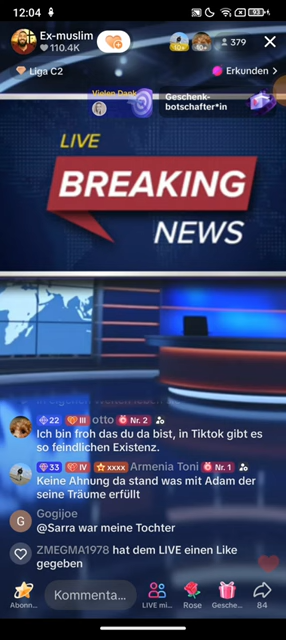 12:04
93
Ex-muslim
110.4K
10+
10+
379
Liga C2
Erkunden >
Vielen Dank
Geschenk-
botschafter*in
LIVE
BREAKING
NEWS
22 III otto Nr. 2
Ich bin froh das du da bist, in Tiktok gibt es
so feindlichen Existenz.
33 IV xxxx Armenia Toni Nr. 1
Keine Ahnung da stand was mit Adam der
seine Träume erfüllt
G
Gogijoe
@Sarra war meine Tochter
ZMEGMA1978 hat dem LIVE einen Like
gegeben
Kommenta...
Abonn...
LIVE mi...
Rose
Gesche...
84